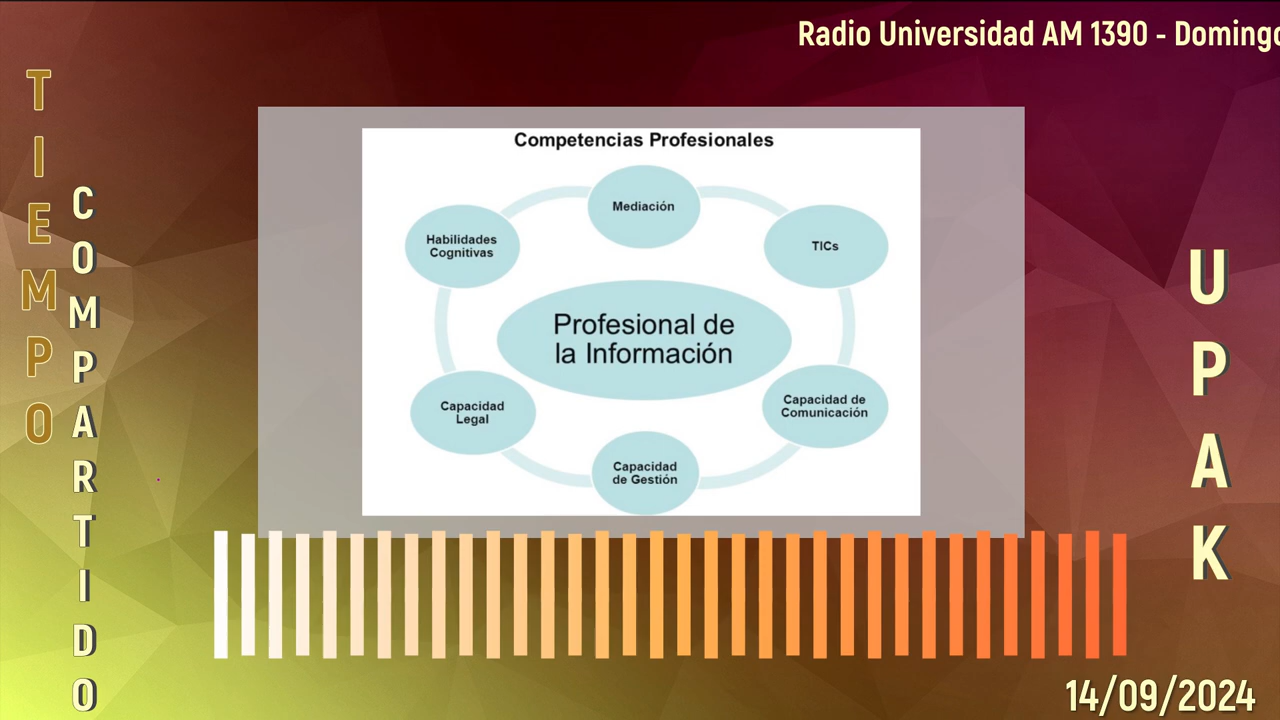 Radio Universidad AM 1390 - Domingo
TIEMPO
COMPARTIDO
Competencias Profesionales
Mediación
Habilidades
Cognitivas
TICs
Profesional de
la Información
Capacidad
Legal
Capacidad de
Comunicación
Capacidad
de Gestión
UPAK
14/09/2024